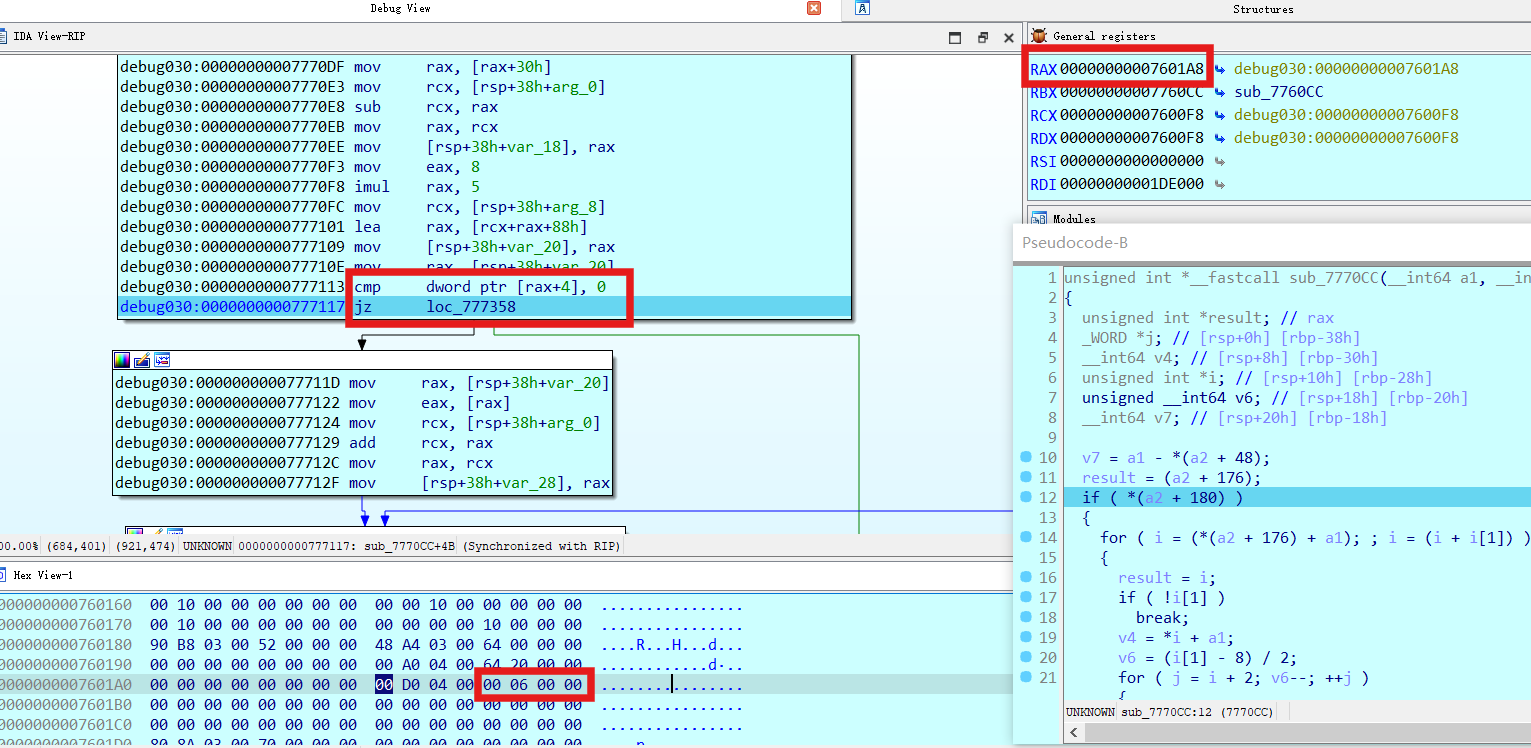 Debug View
Structures
IDA View-RIP
General registers
debug030:00000000007770DF mov rax, [rax+30h]
debug030:00000000007770E3 mov rcx, [rsp+38h+arg_0]
debug030:00000000007770E8 sub rcx, rax
debug030:00000000007770EB mov rax, rcx
debug030:00000000007770EE mov [rsp+38h+var_18], rax
debug030:00000000007770F3 mov eax, 8
debug030:00000000007770F8 imul rax, 5
debug030:00000000007770FC mov rcx, [rsp+38h+arg_8]
debug030:0000000000777101 lea rax, [rcx+rax+88h]
debug030:0000000000777109 mov [rsp+38h+var_20], rax
debug030:000000000077710E mov rax, [rsp+38h+var_20]
debug030:0000000000777113 cmp dword ptr [rax+4], 0
debug030:0000000000777117 jz loc_777358
debug030:000000000077711D mov rax, [rsp+38h+var_20]
debug030:0000000000777122 mov eax, [rax]
debug030:0000000000777124 mov rcx, [rsp+38h+arg_0]
debug030:0000000000777129 add rcx, rax
debug030:000000000077712C mov rax, rcx
debug030:000000000077712F mov [rsp+38h+var_28], rax
00.00% (684,401) (921,474) UNKNOWN 0000000000777117: sub_7770CC+4B (Synchronized with RIP)
RAX 00000000007601A8 debug030:00000000007601A8
RBX 00000000007760CC sub_7760CC
RCX 00000000007600F8 debug030:00000000007600F8
RDX 00000000007600F8 debug030:00000000007600F8
RSI 0000000000000000
RDI 00000000001DE000
Modules
Pseudocode-B
1 unsigned int *__fastcall sub_7770CC(__int64 a1, __in
2 {
3 unsigned int *result; // rax
4 _WORD *j; // [rsp+0h] [rbp-38h]
5 __int64 v4; // [rsp+8h] [rbp-30h]
6 unsigned int *i; // [rsp+10h] [rbp-28h]
7 unsigned __int64 v6; // [rsp+18h] [rbp-20h]
8 __int64 v7; // [rsp+20h] [rbp-18h]
9
10 v7 = a1 - *(a2 + 48);
11 result = (a2 + 176);
12 if ( *(a2 + 180) )
13 {
14 for ( i = (*(a2 + 176) + a1); ; i = (i + i[1]) )
15 {
16 result = i;
17 if ( !i[1] )
18 break;
19 v4 = *i + a1;
20 v6 = (i[1] - 8) / 2;
21 for ( j = i + 2; v6--; ++j )
{
UNKNOWN sub_7770CC:12 (7770CC)
Hex View-1
000000000760160 00 10 00 00 00 00 00 00 00 00 10 00 00 00 00 00 ................
000000000760170 00 10 00 00 00 00 00 00 00 00 00 00 10 00 00 00 ................
000000000760180 90 B8 03 00 52 00 00 00 48 A4 03 00 64 00 00 00 ....R...H...d...
000000000760190 00 00 00 00 00 00 00 00 00 A0 04 00 64 20 00 00 ............d...
0000000007601A0 00 00 00 00 00 00 00 00 00 D0 04 00 00 06 00 00 ................
0000000007601B0 00 00 00 00 00 00 00 00 00 00 00 00 00 00 00 00 ................
0000000007601C0 00 00 00 00 00 00 00 00 00 00 00 00 00 00 00 00 ................
0000000007601D0 80 8A 03 00 70 00 00 00 00 00 00 00 00 00 00 00 ....p...........